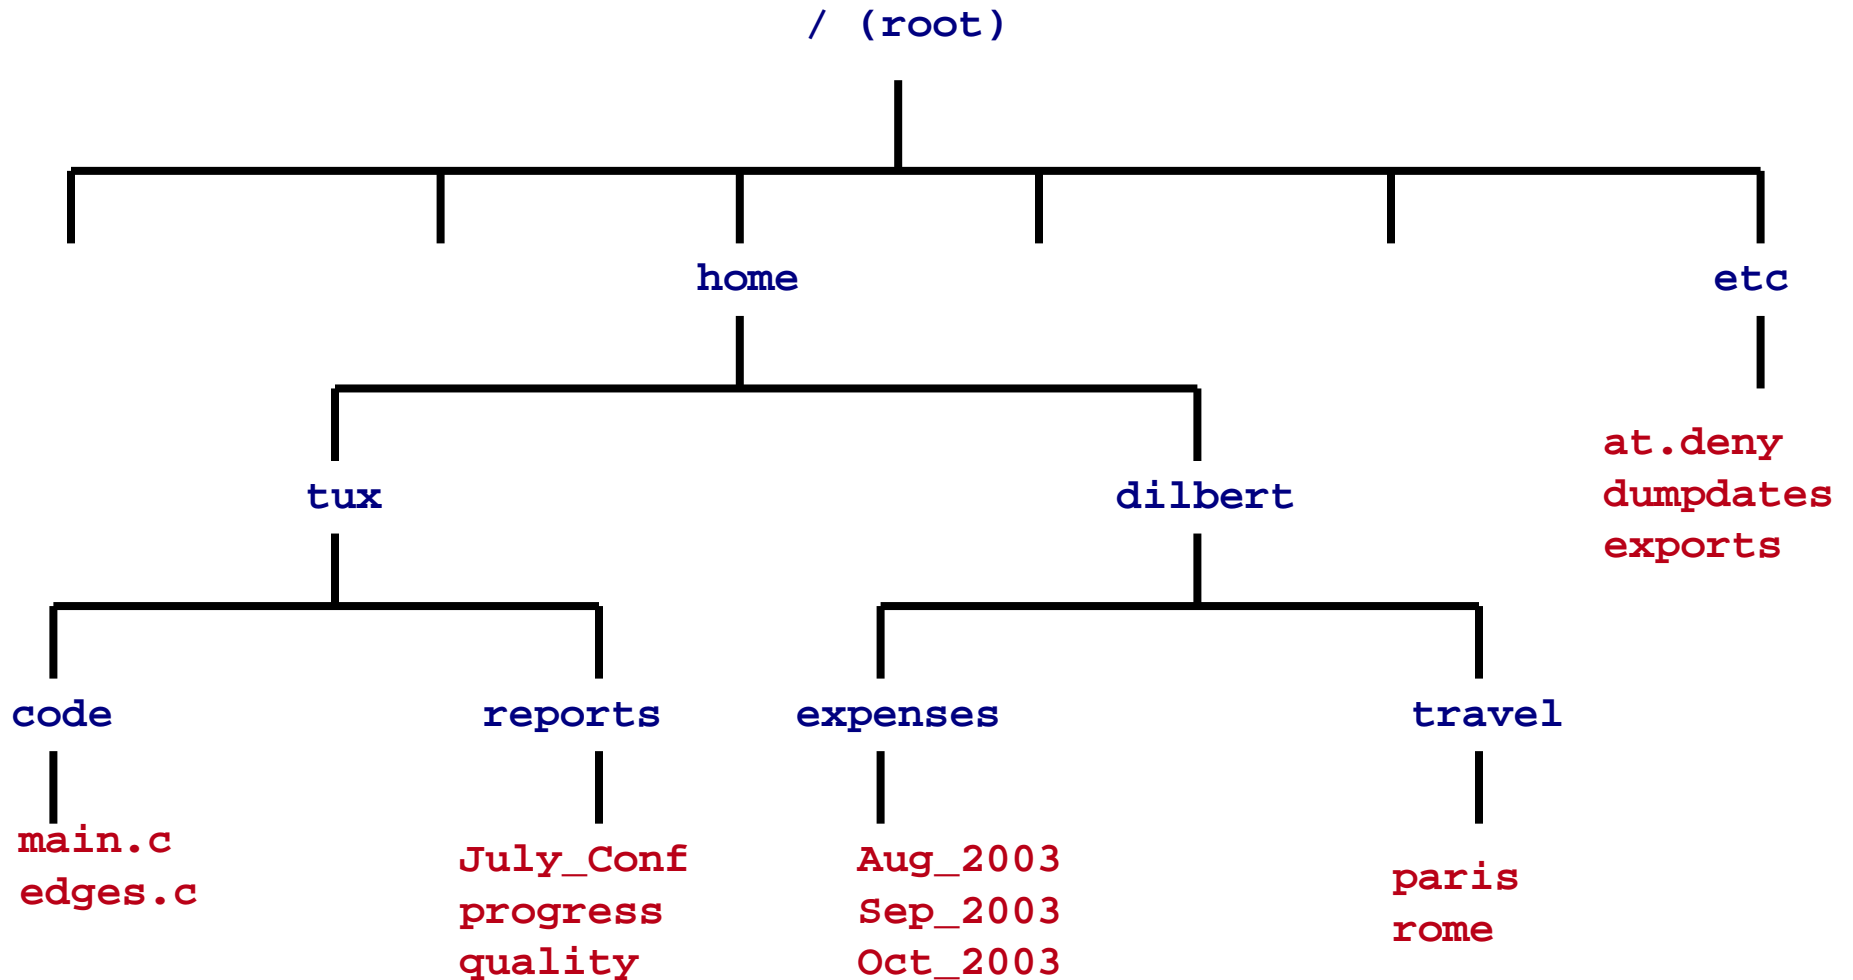 / (root)
home
etc
tux
dilbert
at.deny
dumpdates
exports
code
reports
expenses
travel
main.c
edges.c
July_Conf
progress
quality
Aug_2003
Sep_2003
Oct_2003
paris
rome